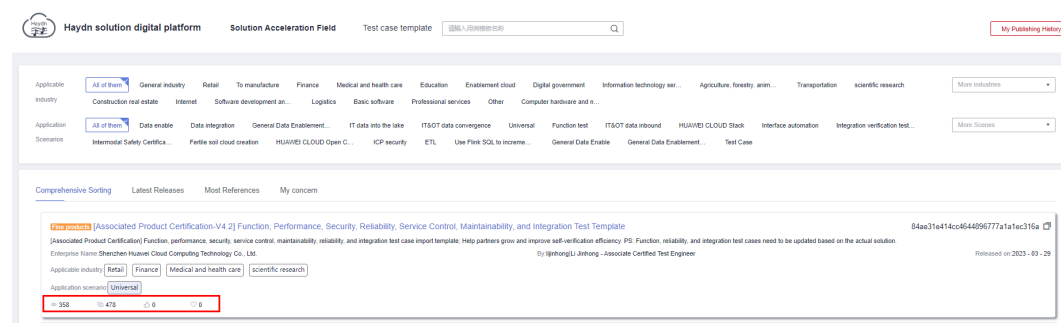 Haydn
Haydn solution digital platform
Solution Acceleration Field
Test case template
请输入用例模板名称
My Publishing History
Applicable industry
All of them General industry Retail To manufacture Finance Medical and health care Education Enablement cloud Digital government Information technology ser... Agriculture, forestry, anim... Transportation scientific research
More industries
Construction real estate Internet Software development an... Logistics Basic software Professional services Other Computer hardware and n...
Application Scenarios
All of them Data enable Data integration General Data Enablement... IT data into the lake IT&OT data convergence Universal Function test IT&OT data inbound HUAWEI CLOUD Stack Interface automation Integration verification test...
More Scenes
Intermodal Safety Certifica... Fertile soil cloud creation HUAWEI CLOUD Open C... ICP security ETL Use Flink SQL to increme... General Data Enable General Data Enablement... Test Case
Comprehensive Sorting Latest Releases Most References My concern
Fine products [Associated Product Certification-V4.2] Function, Performance, Security, Reliability, Service Control, Maintainability, and Integration Test Template
84ae31e414cc4644896777a1a1ec316a
[Associated Product Certification] Function, performance, security, service control, maintainability, reliability, and integration test case import template; Help partners grow and improve self-verification efficiency. PS: Function, reliability, and integration test cases need to be updated based on the actual solution.
Enterprise Name:Shenzhen Huawei Cloud Computing Technology Co., Ltd.
By:lijinhong|Li Jinhong - Associate Certified Test Engineer
Released on:2023 - 03 - 29
Applicable industry: Retail Finance Medical and health care scientific research
Application scenario: Universal
358 478 0 0